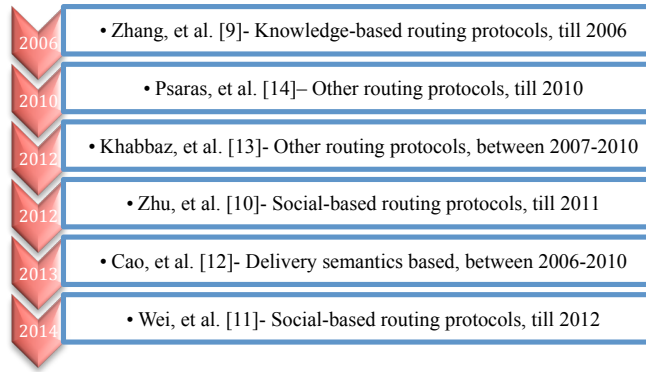 2006
• Zhang, et al. [9]- Knowledge-based routing protocols, till 2006
2010
• Psaras, et al. [14]– Other routing protocols, till 2010
2012
• Khabbaz, et al. [13]- Other routing protocols, between 2007-2010
2012
• Zhu, et al. [10]- Social-based routing protocols, till 2011
2013
• Cao, et al. [12]- Delivery semantics based, between 2006-2010
2014
• Wei, et al. [11]- Social-based routing protocols, till 2012